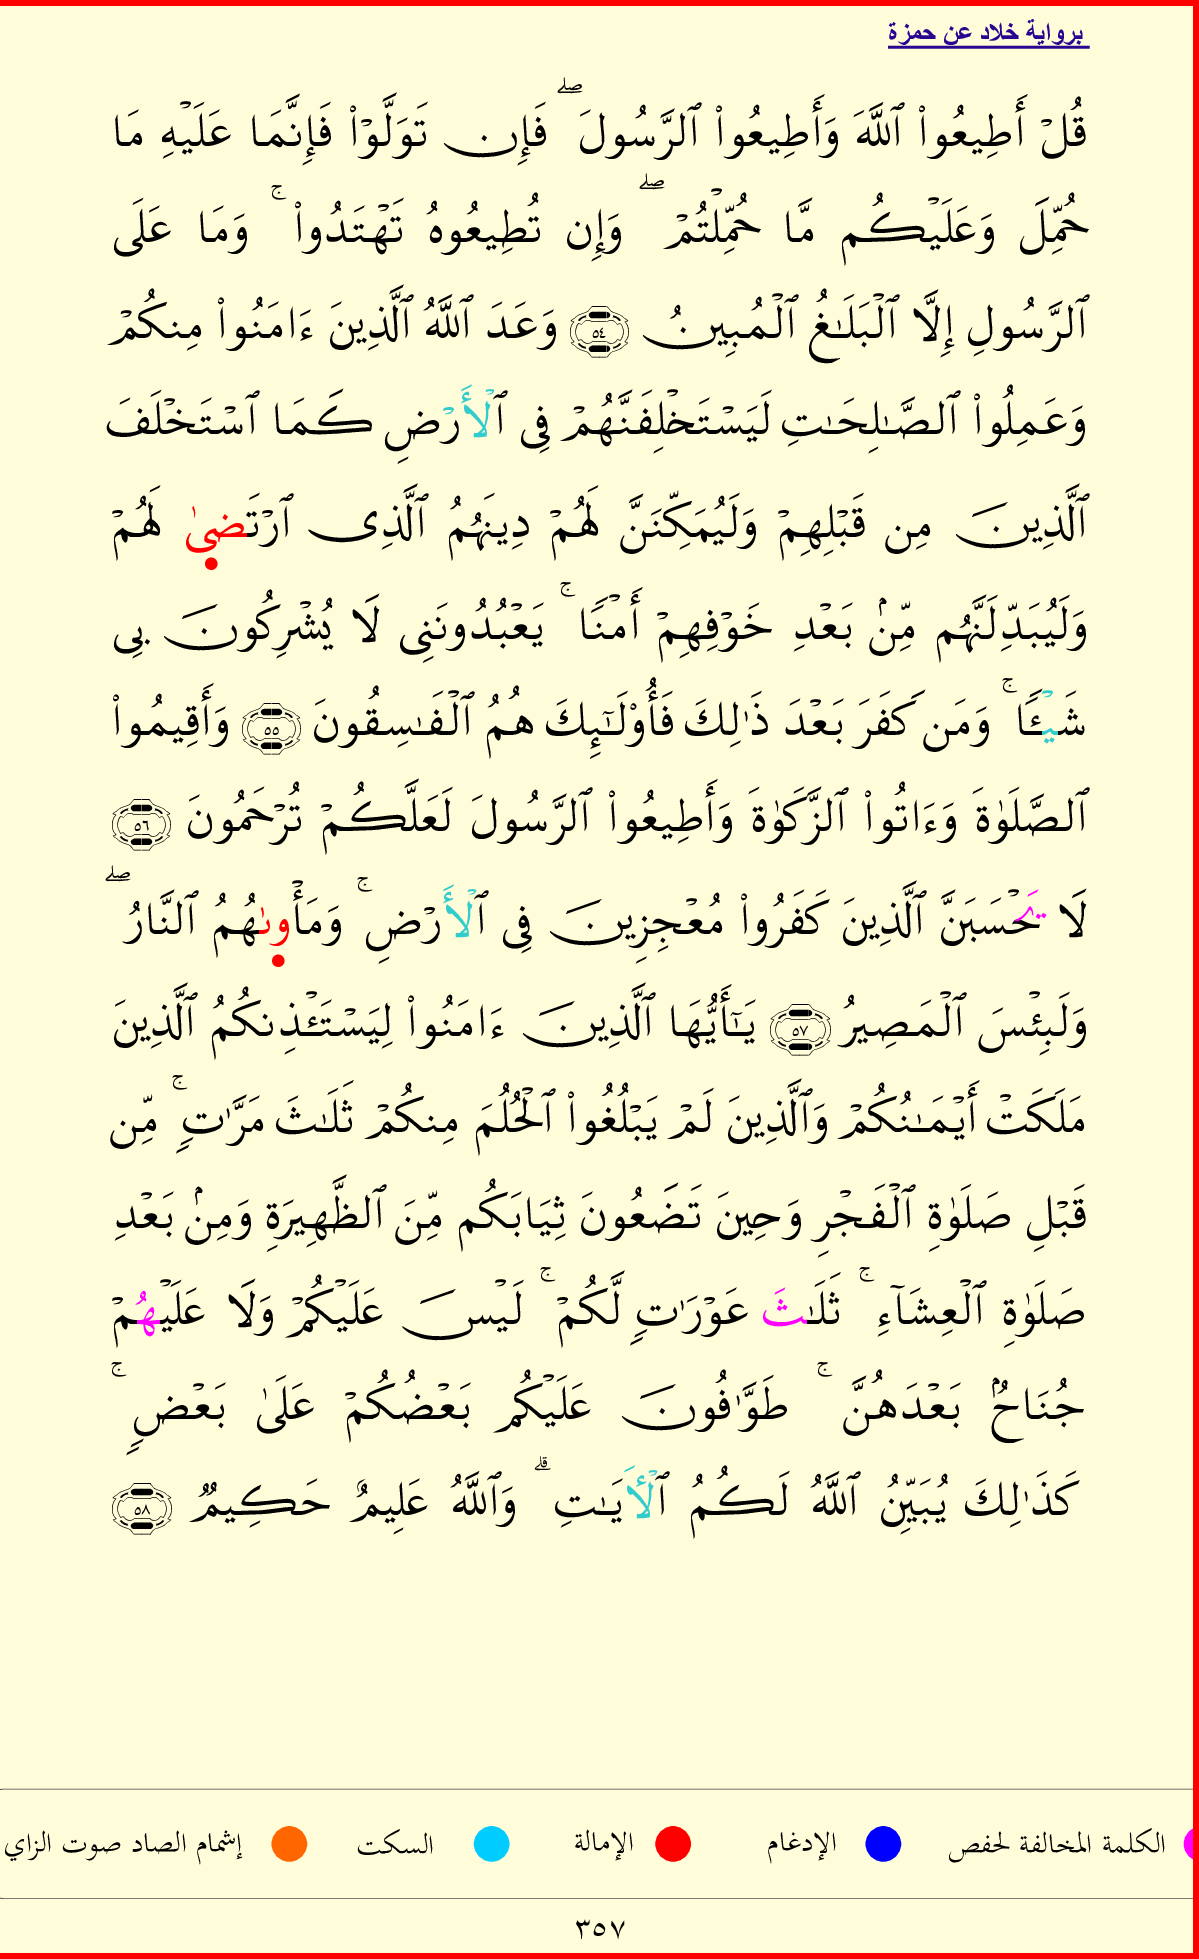 برواية خلاد عن حمزة
قُلۡ أَطِيعُواْ ٱللَّهَ وَأَطِيعُواْ ٱلرَّسُولَۖ فَإِن تَوَلَّوۡاْ فَإِنَّمَا عَلَيۡهِ مَا
حُمِّلَ وَعَلَيۡكُم مَّا حُمِّلۡتُمۡۖ وَإِن تُطِيعُوهُ تَهۡتَدُواْۚ وَمَا عَلَى
ٱلرَّسُولِ إِلَّا ٱلۡبَلَـٰغُ ٱلۡمُبِينُ ٥٤ وَعَدَ ٱللَّهُ ٱلَّذِينَ ءَامَنُواْ مِنكُمۡ
وَعَمِلُواْ ٱلصَّـٰلِحَـٰتِ لَيَسۡتَخۡلِفَنَّهُمۡ فِى ٱلۡأَرۡضِ كَمَا ٱسۡتَخۡلَفَ
ٱلَّذِينَ مِن قَبۡلِهِمۡ وَلَيُمَكِّنَنَّ لَهُمۡ دِينَهُمُ ٱلَّذِى ٱرۡتَضىٰ لَهُمۡ
وَلَيُبَدِّلَنَّهُم مِّنۢ بَعۡدِ خَوۡفِهِمۡ أَمۡنًاۚ يَعۡبُدُونَنِى لَا يُشۡرِكُونَ بِى
شَيۡـًٔاۚ وَمَن كَفَرَ بَعۡدَ ذَٰلِكَ فَأُوْلَـٰٓئِكَ هُمُ ٱلۡفَـٰسِقُونَ ٥٥ وَأَقِيمُواْ
ٱلصَّلَوٰةَ وَءَاتُواْ ٱلزَّكَوٰةَ وَأَطِيعُواْ ٱلرَّسُولَ لَعَلَّكُمۡ تُرۡحَمُونَ ٥٦
لَا يَحۡسَبَنَّ ٱلَّذِينَ كَفَرُواْ مُعۡجِزِينَ فِى ٱلۡأَرۡضِۚ وَمَأۡوىٰهُمُ ٱلنَّارُۖ
وَلَبِئۡسَ ٱلۡمَصِيرُ ٥٧ يَـٰٓأَيُّهَا ٱلَّذِينَ ءَامَنُواْ لِيَسۡتَـٔۡذِنكُمُ ٱلَّذِينَ
مَلَكَتۡ أَيۡمَـٰنُكُمۡ وَٱلَّذِينَ لَمۡ يَبۡلُغُواْ ٱلۡحُلُمَ مِنكُمۡ ثَلَـٰثَ مَرَّٰتٍۚ مِّن
قَبۡلِ صَلَوٰةِ ٱلۡفَجۡرِ وَحِينَ تَضَعُونَ ثِيَابَكُم مِّنَ ٱلظَّهِيرَةِ وَمِنۢ بَعۡدِ
صَلَوٰةِ ٱلۡعِشَآءِۚ ثَلَـٰثَ عَوۡرَٰتٍ لَّكُمۡۚ لَيۡسَ عَلَيۡكُمۡ وَلَا عَلَيۡهُمۡ
جُنَاحُۢ بَعۡدَهُنَّۚ طَوَّٰفُونَ عَلَيۡكُم بَعۡضُكُمۡ عَلَىٰ بَعۡضٍۚ
كَذَٰلِكَ يُبَيِّنُ ٱللَّهُ لَكُمُ ٱلۡأَيَـٰتِۗ وَٱللَّهُ عَلِيمٌ حَكِيمٌ ٥٨
الكلمة المخالفة لحفص الإدغام الإمالة السكت إشمام الصاد صوت الزاي
٣٥٧